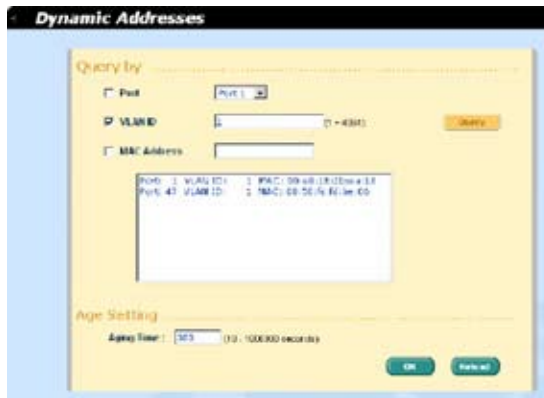 Dynamic Addresses
Query by
Port Port 1
VLAN ID 1 (1 - 4094) Query
MAC Address
Port: 1 VLAN ID: 1 MAC:
Port: 47 VLAN ID: 1 MAC:
Age Setting
Aging Time : 300 (10 - 1000000 seconds)
OK Reload